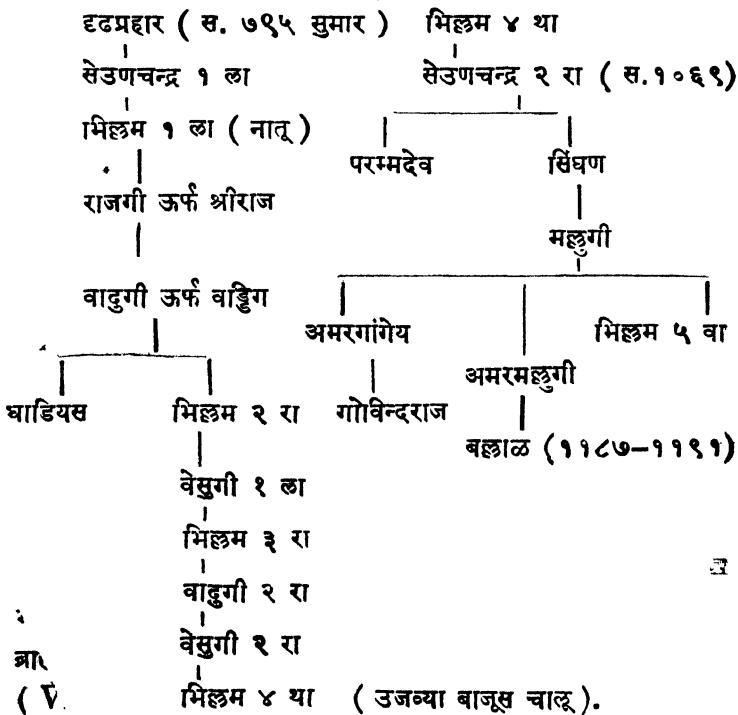 दृढप्रहार ( स. ७९५ सुमार )
सेउणचन्द्र १ ला
भिल्लम १ ला ( नातू )
राजगी ऊर्फ श्रीराज
वादुगी ऊर्फ वड्डिग
धाडियस भिल्लम २ रा
वेसुगी १ ला
भिल्लम ३ रा
वादुगी २ रा
वेसुगी २ रा
भिल्लम ४ था ( उजव्या बाजूस चालू ).
भिल्लम ४ था
सेउणचन्द्र २ रा ( स.१०६९)
परम्मदेव सिंघण
मल्लुगी
अमरगांगेय भिल्लम ५ वा
अमरमल्लुगी
गोविन्दराज
बल्लाळ (११८७–११९१)